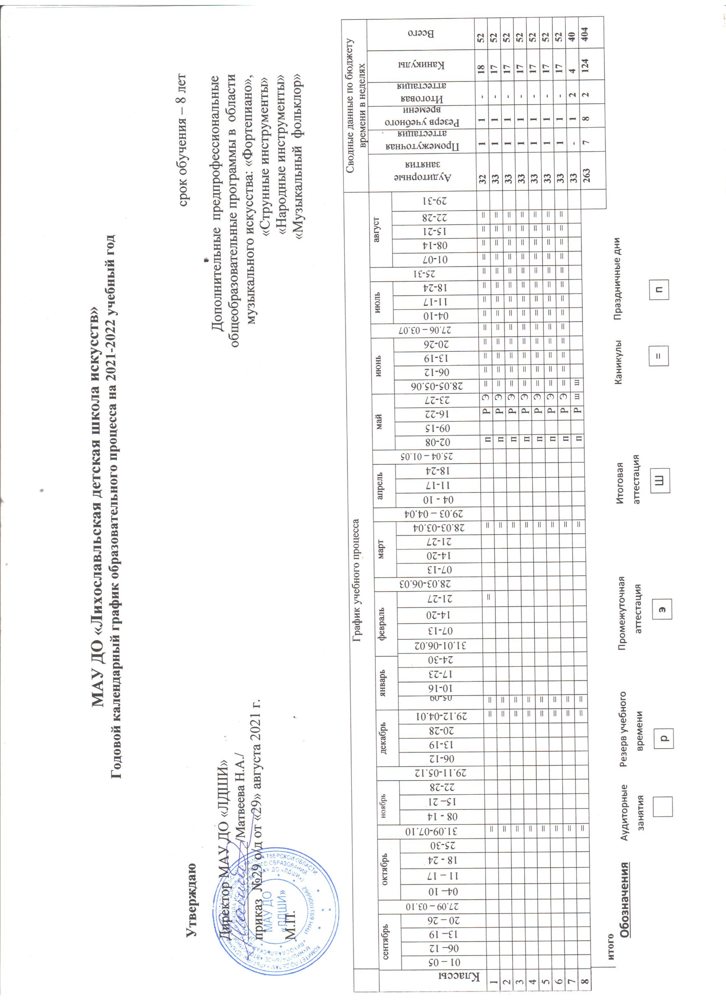 МАУ ДО «Лихославльская детская школа искусств»
Годовой календарный график образовательного процесса на 2021-2022 учебный год
Утверждаю
срок обучения – 8 лет
Директор МАУ ДО «ЛДШИ»
/Матвеева Н.А./
приказ №29 о/д от «29» августа 2021 г.
М.П.
МАУ ДО
«ЛДШИ»
ИНН 6931006662
Дополнительные предпрофессиональные
общеобразовательные программы в области
музыкального искусства: «Фортепиано»,
«Струнные инструменты»
«Народные инструменты»
«Музыкальный фольклор»
График учебного процесса
Сводные данные по бюджету
времени в неделях
Классы
сентябрь
27.09 – 03.10
октябрь
31.09-07.10
ноябрь
29.11-05.12
декабрь
январь
февраль
28.03-06.03
март
29.03 – 04.04
апрель
25.04 – 01.05
май
июнь
27.06 – 03.07
июль
25-31
август
01 – 05
06– 12
13– 19
20 – 26
04– 10
11 – 17
18 - 24
25-30
08 - 14
15– 21
22-28
06-12
13-19
20-28
29.12-04.01
05-09
10-16
17-23
24-30
31.01-06.02
07-13
14-20
21-27
07-13
14-20
21-27
28.03-03.04
04 - 10
11-17
18-24
02-08
09-15
16-22
23-27
28.05-05.06
06-12
13-19
20-26
04-10
11-17
18-24
01-07
08-14
15-21
22-28
29-31
Аудиторные занятия
Промежуточная аттестация
Резерв учебного времени
Итоговая аттестация
Каникулы
Всего
1 = = = = = п Р Э = = = = = = = = = = = = = 32 1 1 - 18 52
2 = = = = п Р Э = = = = = = = = = = = = = 33 1 1 - 17 52
3 = = = = п Р Э = = = = = = = = = = = = = 33 1 1 - 17 52
4 = = = = п Р Э = = = = = = = = = = = = = 33 1 1 - 17 52
5 = = = = п Р Э = = = = = = = = = = = = = 33 1 1 - 17 52
6 = = = = п Р Э = = = = = = = = = = = = = 33 1 1 - 17 52
7 = = = = п Р Э = = = = = = = = = = = = = 33 1 1 - 17 52
8 = = = = п Р ш ш 33 - 1 2 4 40
итого 263 7 8 2 124 404
Обозначения
Аудиторные занятия
Резерв учебного времени
р
Промежуточная аттестация
э
Итоговая аттестация
Ш
Каникулы
=
Праздничные дни
п